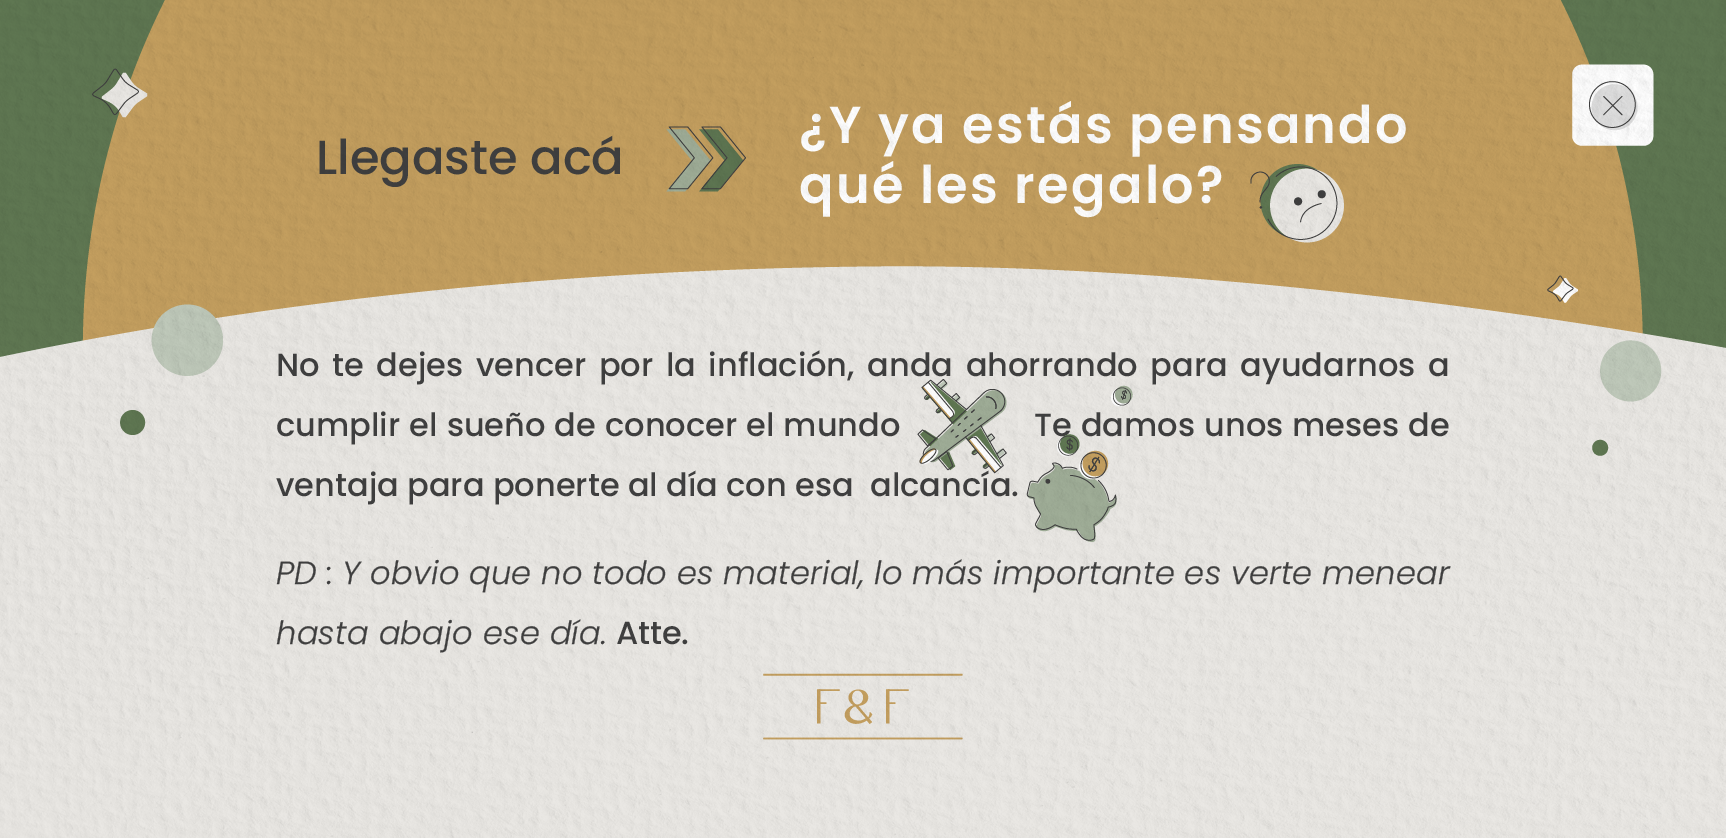 Llegaste acá
¿Y ya estás pensando
qué les regalo?
No te dejes vencer por la inflación, anda ahorrando para ayudarnos a
cumplir el sueño de conocer el mundo Te damos unos meses de
ventaja para ponerte al día con esa alcancía.
PD : Y obvio que no todo es material, lo más importante es verte menear
hasta abajo ese día. Atte.
F&F